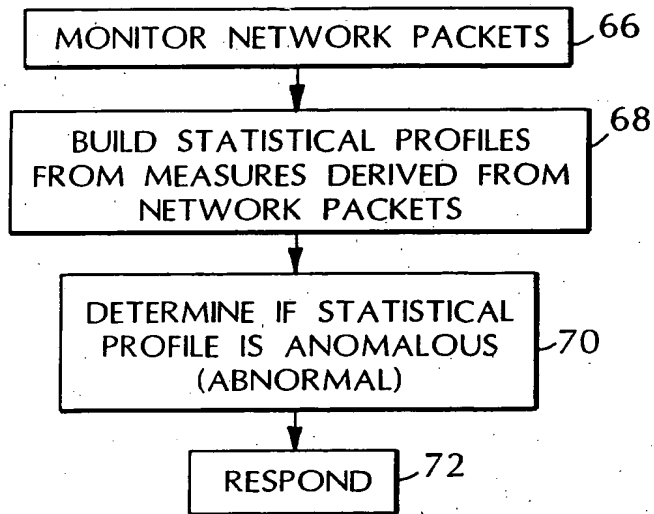 MONITOR NETWORK PACKETS
66
BUILD STATISTICAL PROFILES
FROM MEASURES DERIVED FROM
NETWORK PACKETS
68
DETERMINE IF STATISTICAL
PROFILE IS ANOMALOUS
(ABNORMAL)
70
RESPOND
72